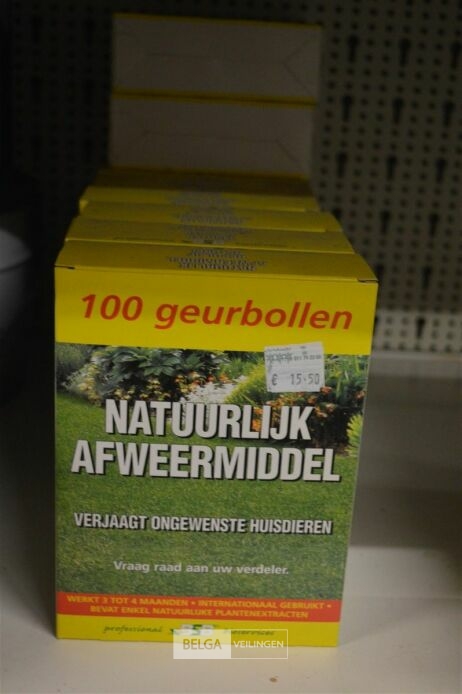 100 geurbollen
€ 15.50
NATUURLIJK
AFWEERMIDDEL
VERJAAGT ONGEWENSTE HUISDIEREN
Vraag raad aan uw verdeler.
WERKT 3 TOT 4 MAANDEN • INTERNATIONAAL GEBRUIKT •
BEVAT ENKEL NATUURLIJKE PLANTENEXTRACTEN
professional
BELGA VEILINGEN